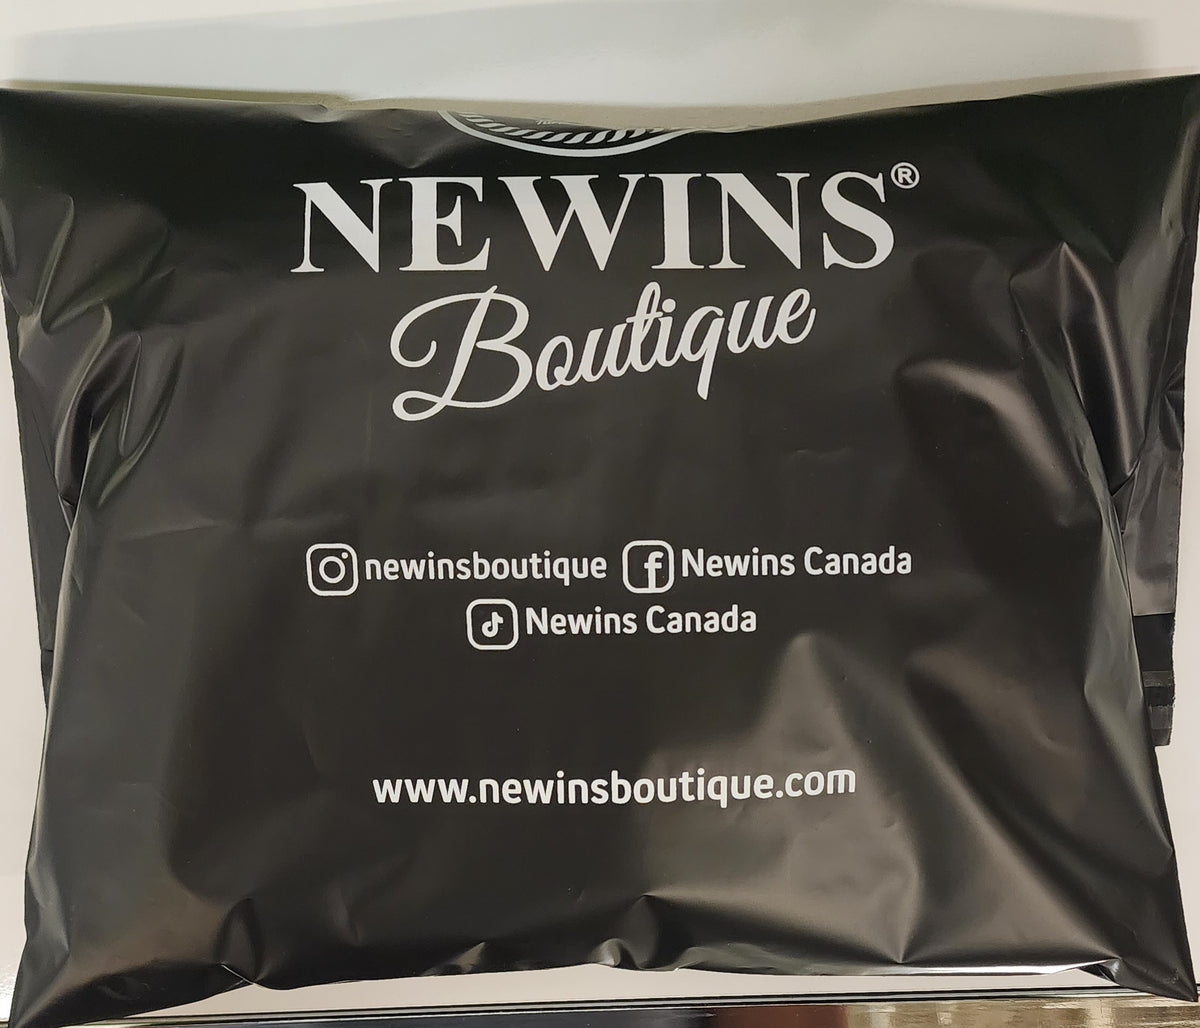 NEWINS®
Boutique
newinsboutique Newins Canada
Newins Canada
www.newinsboutique.com